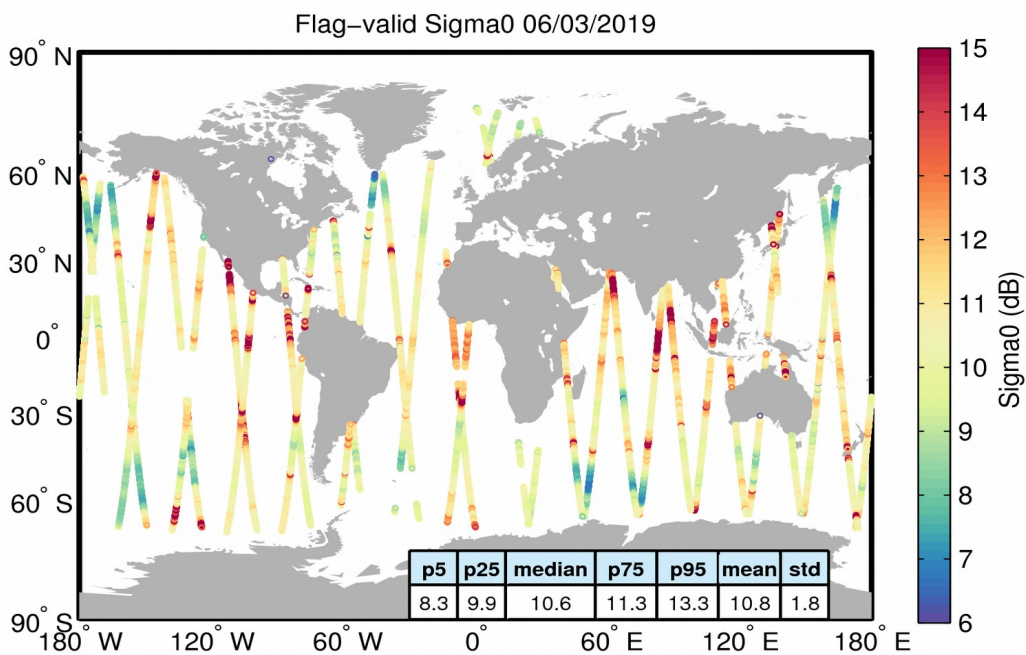 Flag−valid Sigma0 06/03/2019
90° N
60° N
30° N
0°
30° S
60° S
90° S
180° W
120° W
60° W
0°
60° E
120° E
180° E
p5 p25 median p75 p95 mean std
8.3 9.9 10.6 11.3 13.3 10.8 1.8
15
14
13
12
11
10
9
8
7
6
Sigma0 (dB)